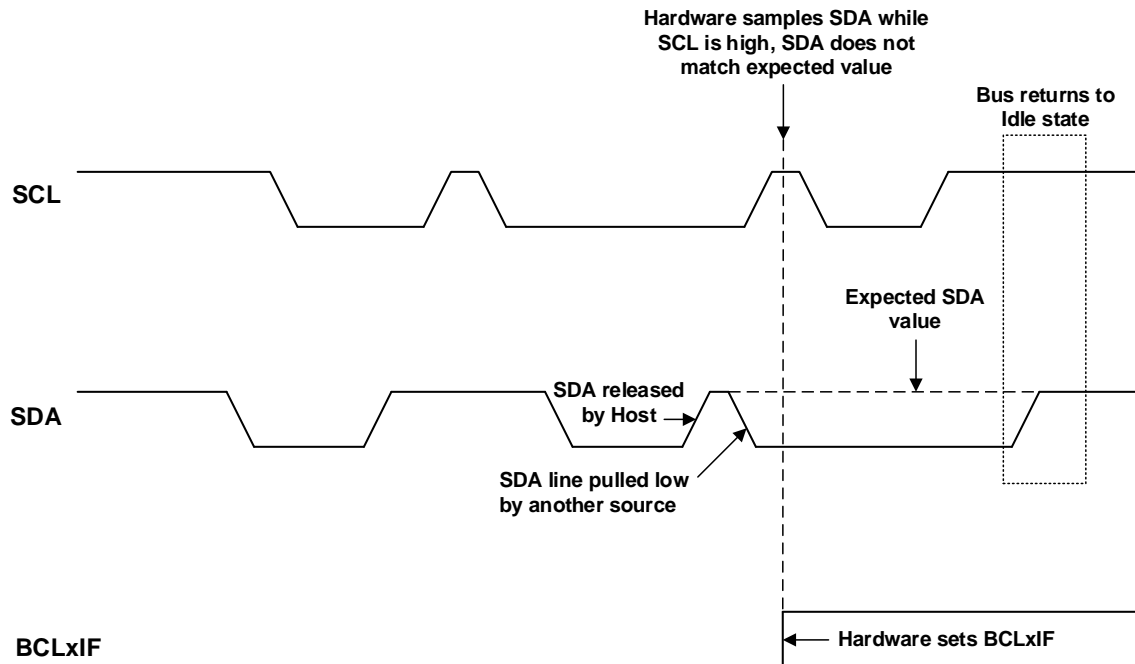 Hardware samples SDA while
SCL is high, SDA does not
match expected value
Bus returns to
Idle state
SCL
Expected SDA
value
SDA
SDA released
by Host
SDA line pulled low
by another source
BCLxIF
Hardware sets BCLxIF